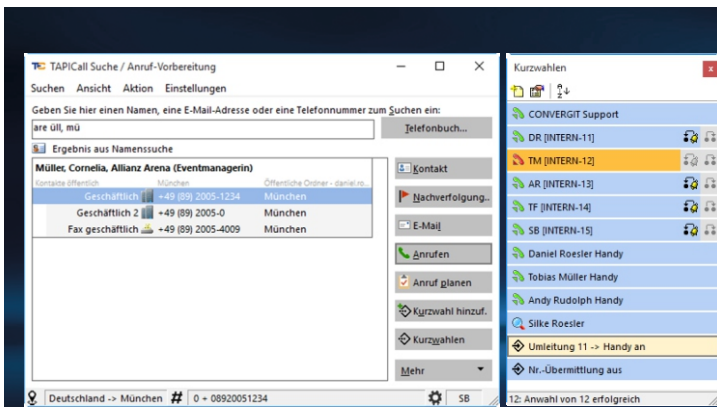 TAPICall Suche / Anruf-Vorbereitung
Suchen Ansicht Aktion Einstellungen
Geben Sie hier einen Namen, eine E-Mail-Adresse oder eine Telefonnummer zum Suchen ein:
are üll, mü
Telefonbuch...
Ergebnis aus Namenssuche
Müller, Cornelia, Allianz Arena (Eventmanagerin)
Kontakte öffentlich München Öffentliche Ordner - daniel.ro...
Geschäftlich +49 (89) 2005-1234 München
Geschäftlich 2 +49 (89) 2005-0 München
Fax geschäftlich +49 (89) 2005-4009 München
Kontakt
Nachverfolgung..
E-Mail
Anrufen
Anruf planen
Kurzwahl hinzuf.
Kurzwahlen
Mehr
Deutschland -> München # 0 + 08920051234 SB
Kurzwahlen
CONVERGIT Support
DR [INTERN-11]
TM [INTERN-12]
AR [INTERN-13]
TF [INTERN-14]
SB [INTERN-15]
Daniel Roesler Handy
Tobias Müller Handy
Andy Rudolph Handy
Silke Roesler
Umleitung 11 -> Handy an
Nr.-Übermittlung aus
12: Anwahl von 12 erfolgreich